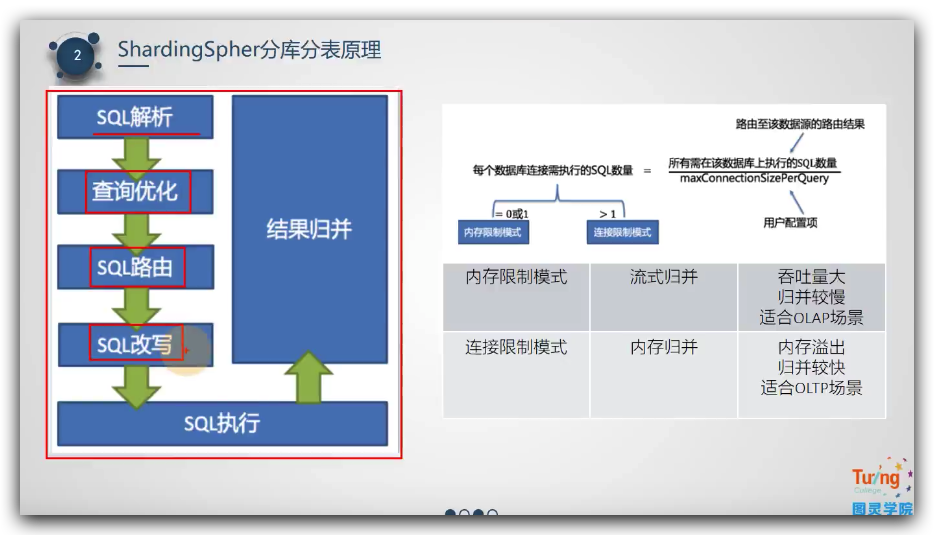 2
ShardingSpher分库分表原理
SQL解析
查询优化
SQL路由
SQL改写
SQL执行
结果归并
路由至该数据源的路由结果
每个数据库连接需执行的SQL数量 =
所有需在该数据库上执行的SQL数量
maxConnectionSizePerQuery
= 0或1
> 1
内存限制模式
连接限制模式
用户配置项
内存限制模式 流式归并 吞吐量大
归并较慢
适合OLAP场景
连接限制模式 内存归并 内存溢出
归并较快
适合OLTP场景
Turing
College
图灵学院